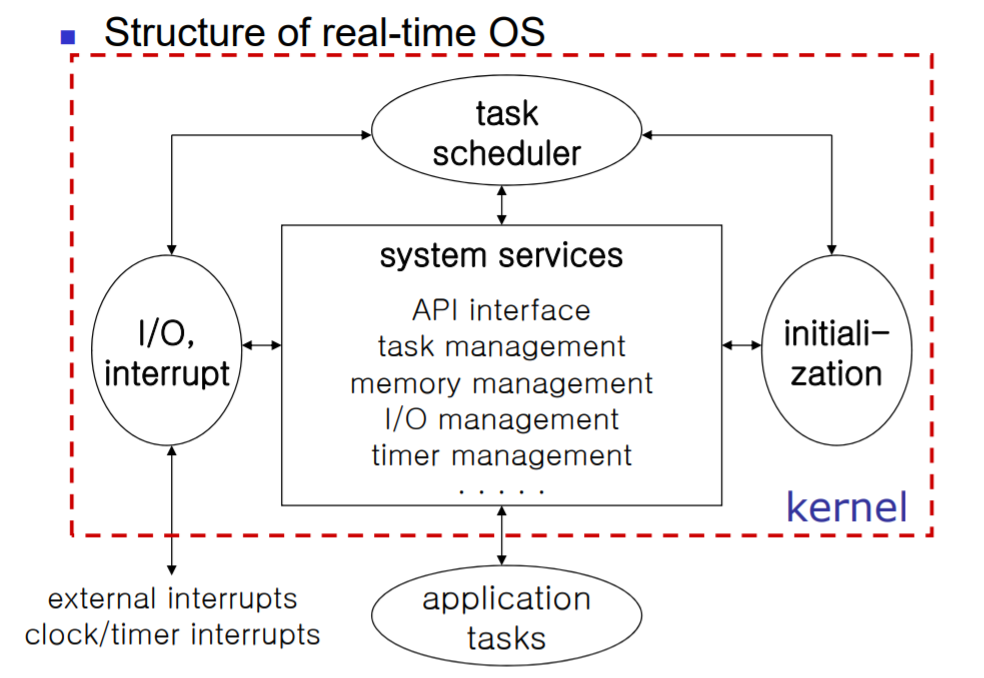 Structure of real-time OS
task
scheduler
system services
API interface
task management
memory management
I/O management
timer management
. . . . .
I/O,
interrupt
initiali-
zation
kernel
external interrupts
clock/timer interrupts
application
tasks